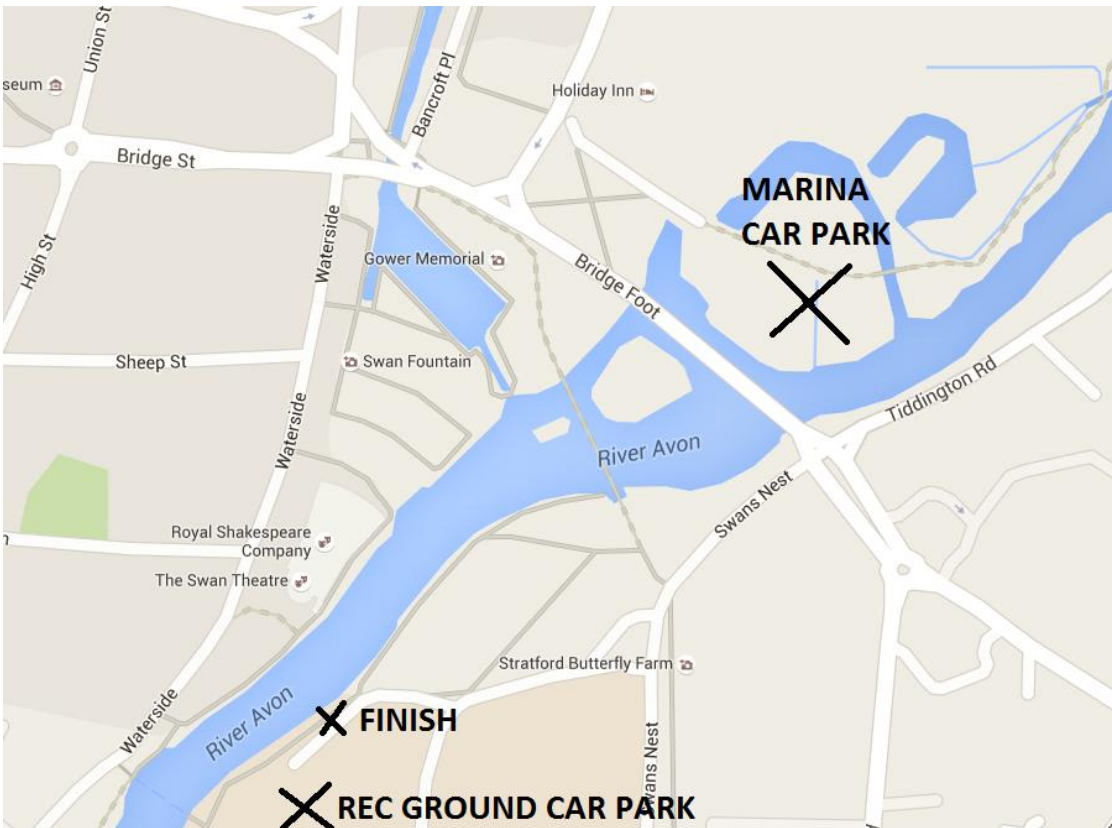 Union St
seum
Bancroft Pl
Holiday Inn
Bridge St
MARINA
CAR PARK
High St
Waterside
Gower Memorial
Bridge Foot
Sheep St
Swan Fountain
Tiddington Rd
Waterside
River Avon
Swans Nest
Royal Shakespeare
Company
The Swan Theatre
Stratford Butterfly Farm
Waterside
River Avon
FINISH
Swans Nest
REC GROUND CAR PARK